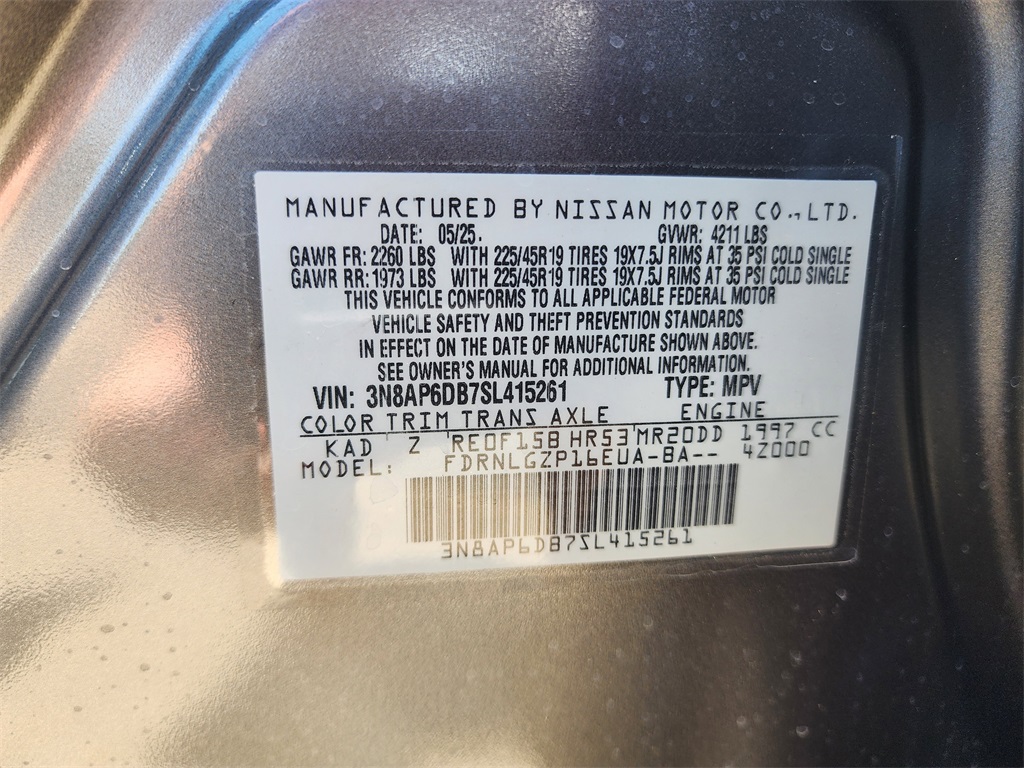 MANUFACTURED BY NISSAN MOTOR CO., LTD.
DATE: 05/25. GVWR: 4211 LBS
GAWR FR: 2260 LBS WITH 225/45R19 TIRES 19X7.5J RIMS AT 35 PSI COLD SINGLE
GAWR RR: 1973 LBS WITH 225/45R19 TIRES 19X7.5J RIMS AT 35 PSI COLD SINGLE
THIS VEHICLE CONFORMS TO ALL APPLICABLE FEDERAL MOTOR
VEHICLE SAFETY AND THEFT PREVENTION STANDARDS
IN EFFECT ON THE DATE OF MANUFACTURE SHOWN ABOVE.
SEE OWNER'S MANUAL FOR ADDITIONAL INFORMATION.
VIN: 3N8AP6DB7SL415261 TYPE: MPV
COLOR TRIM TRANS AXLE ENGINE
KAD Z RE0F15B HR53 MR20DD 1997 CC
MODEL: FDRNLGZP16EUA-BA-- 4Z000
3N8AP6DB7SL415261